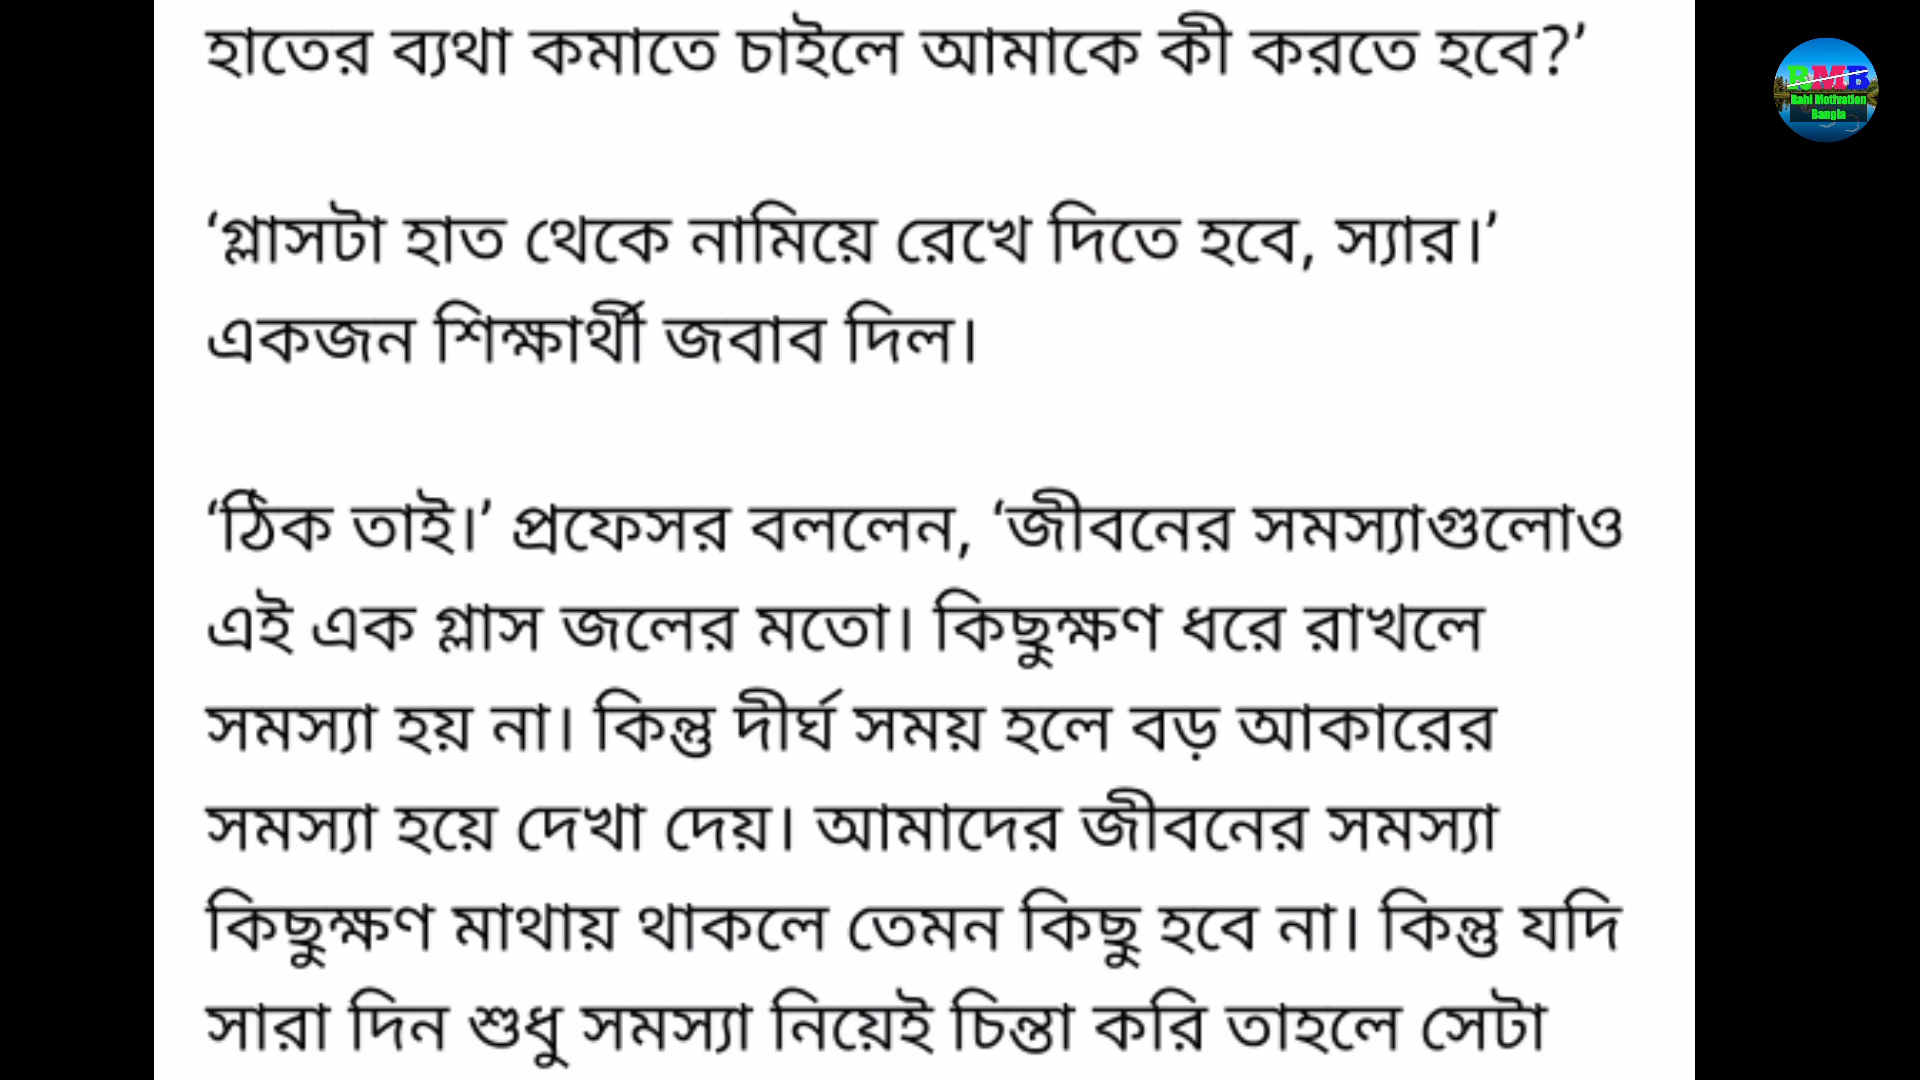 হাতের ব্যথা কমাতে চাইলে আমাকে কী করতে হবে?’
‘গ্লাসটা হাত থেকে নামিয়ে রেখে দিতে হবে, স্যার।’
একজন শিক্ষার্থী জবাব দিল।
‘ঠিক তাই।’ প্রফেসর বললেন, ‘জীবনের সমস্যাগুলোও
এই এক গ্লাস জলের মতো। কিছুক্ষণ ধরে রাখলে
সমস্যা হয় না। কিন্তু দীর্ঘ সময় হলে বড় আকারের
সমস্যা হয়ে দেখা দেয়। আমাদের জীবনের সমস্যা
কিছুক্ষণ মাথায় থাকলে তেমন কিছু হবে না। কিন্তু যদি
সারা দিন শুধু সমস্যা নিয়েই চিন্তা করি তাহলে সেটা
Motivation
Bangla